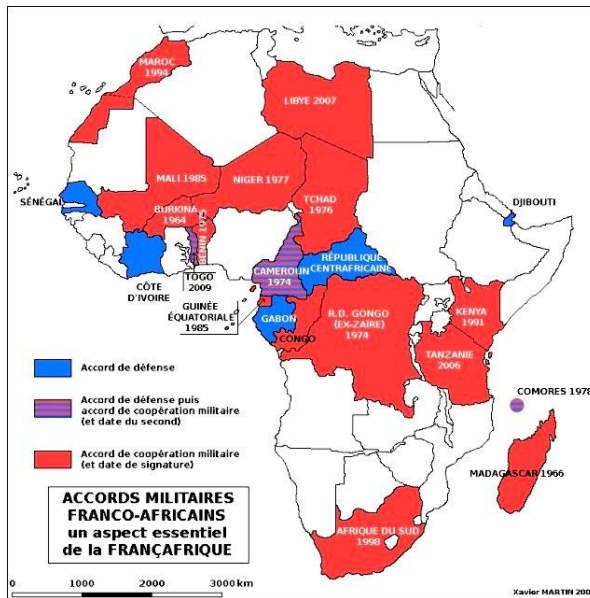 MAROC
1994
LIBYE 2007
MALI 1985
NIGER 1977
TCHAD
1976
SÉNÉGAL
BURKINA
1964
BÉNIN 1975
DJIBOUTI
CÔTE
D'IVOIRE
TOGO
2009
CAMEROUN
1974
RÉPUBLIQUE
CENTRAFRICAINE
GUINÉE
ÉQUATORIALE
1985
GABON
CONGO
R.D. GONGO
(EX-ZAÏRE)
1974
KENYA
1991
TANZANIE
2006
COMORES 1978
MADAGASCAR 1966
AFRIQUE DU SUD
1998
Accord de défense
Accord de défense puis
accord de coopération militaire
(et date du second)
Accord de coopération militaire
(et date de signature)
ACCORDS MILITAIRES
FRANCO-AFRICAINS
un aspect essentiel
de la FRANÇAFRIQUE
0 1000 2000 3000 km
Xavier MARTIN